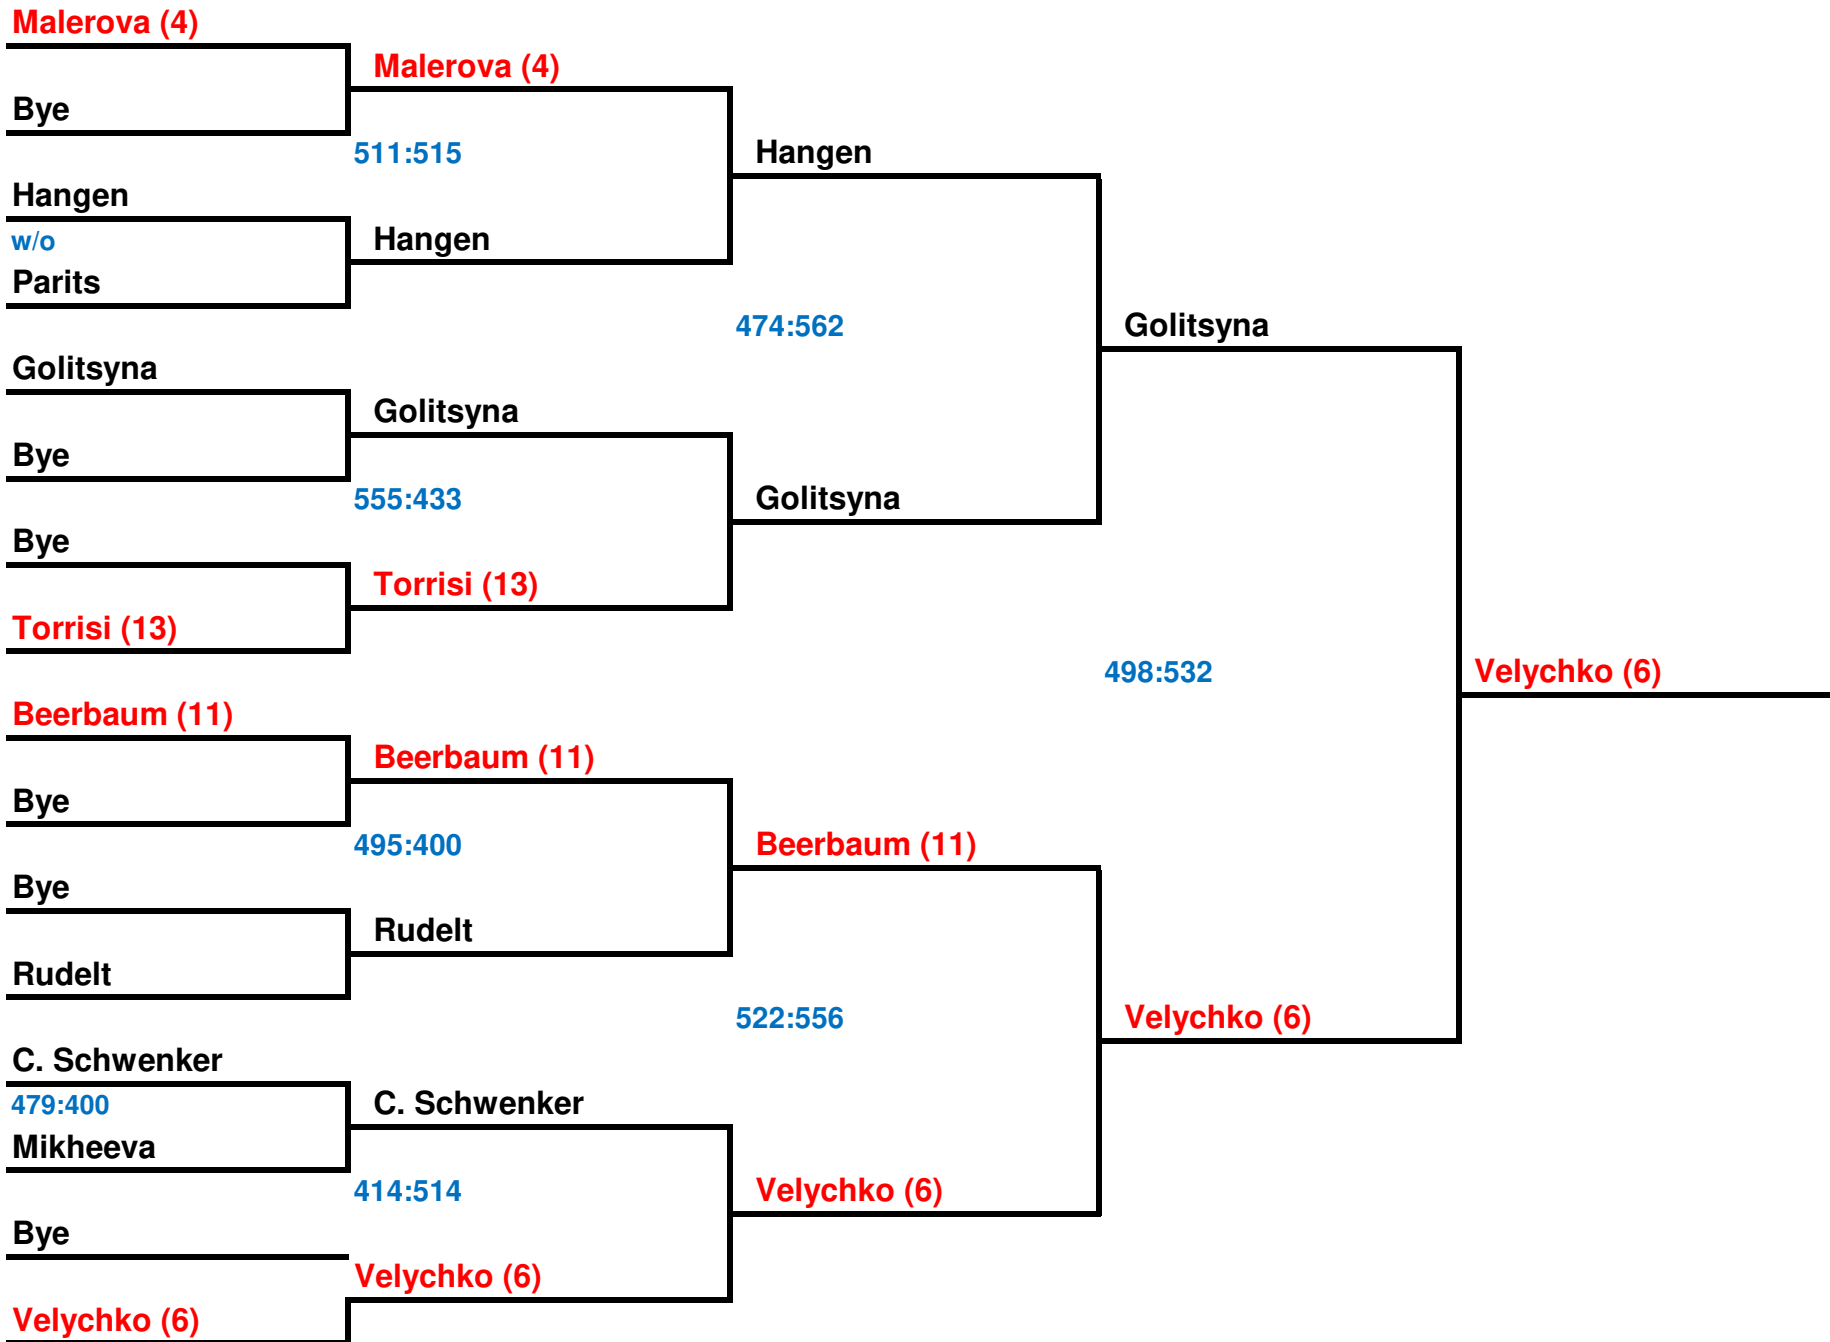 Malerova (4)
Malerova (4)
Bye
511:515
Hangen
Hangen
w/o
Hangen
Parits
474:562
Golitsyna
Golitsyna
Golitsyna
Bye
555:433
Golitsyna
Bye
Torrisi (13)
Torrisi (13)
498:532
Velychko (6)
Beerbaum (11)
Beerbaum (11)
Bye
495:400
Beerbaum (11)
Bye
Rudelt
Rudelt
522:556
Velychko (6)
C. Schwenker
479:400
C. Schwenker
Mikheeva
414:514
Velychko (6)
Bye
Velychko (6)
Velychko (6)